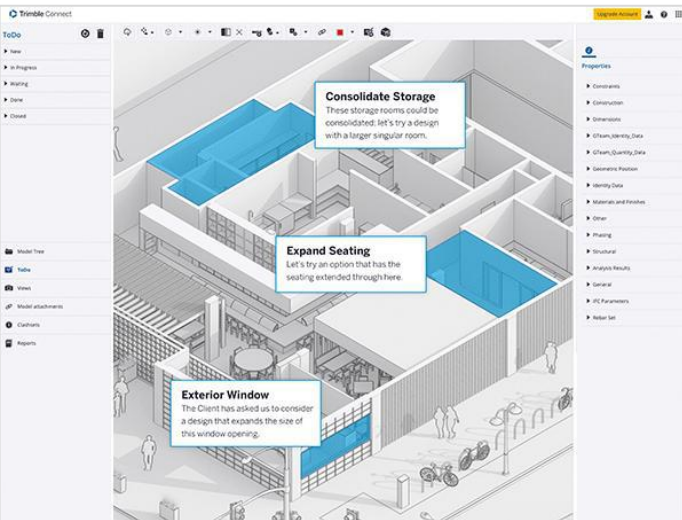 Trimble Connect
Upgrade Account
ToDo
New
In Progress
Waiting
Done
Closed
Model Tree
ToDo
Views
Model attachments
Clashsets
Reports
Consolidate Storage
These storage rooms could be
consolidated: let's try a design
with a larger singular room.
Expand Seating
Let's try an option that has the
seating extended through here.
Exterior Window
The Client has asked us to consider
a design that expands the size of
this window opening.
Properties
Constraints
Construction
Dimensions
GTeam_Identity_Data
GTeam_Quantity_Data
Geometric Position
Identity Data
Materials and Finishes
Other
Phasing
Structural
Analysis Results
General
IFC Parameters
Rebar Set